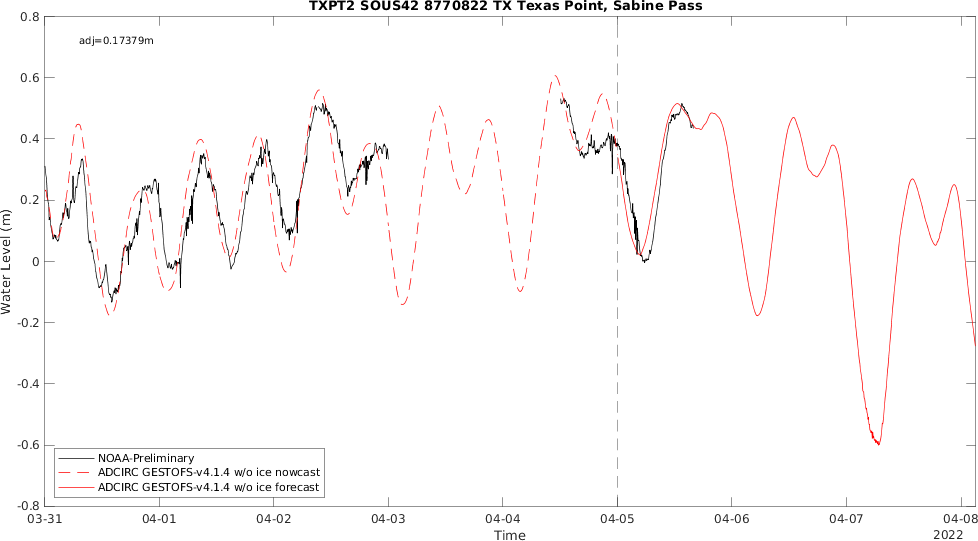 TXPT2 SOUS42 8770822 TX Texas Point, Sabine Pass
adj=0.17379m
0.8
0.6
0.4
0.2
0
-0.2
-0.4
-0.6
-0.8
Water Level (m)
NOAA-Preliminary
ADCIRC GESTOFS-v4.1.4 w/o ice nowcast
ADCIRC GESTOFS-v4.1.4 w/o ice forecast
03-31 04-01 04-02 04-03 04-04 04-05 04-06 04-07 04-08
Time
2022